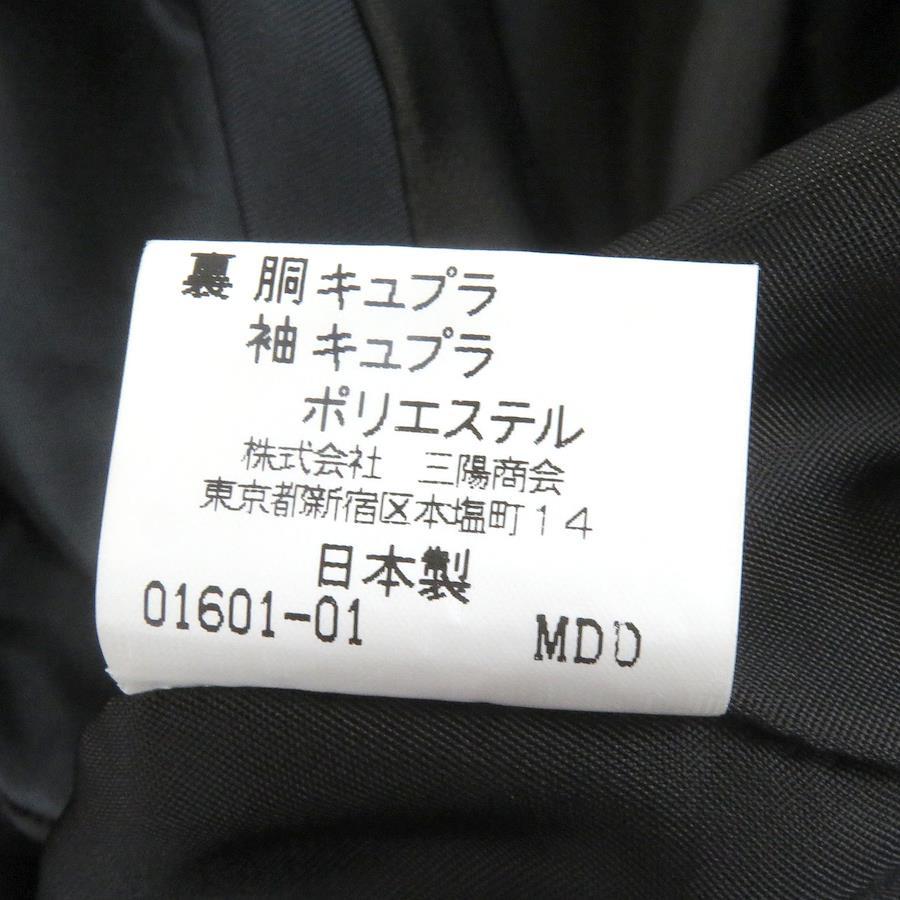 裏 胴 キュプラ
袖 キュプラ
ポリエステル
株式会社 三陽商会
東京都新宿区本塩町14
日本製
01601-01 MDD